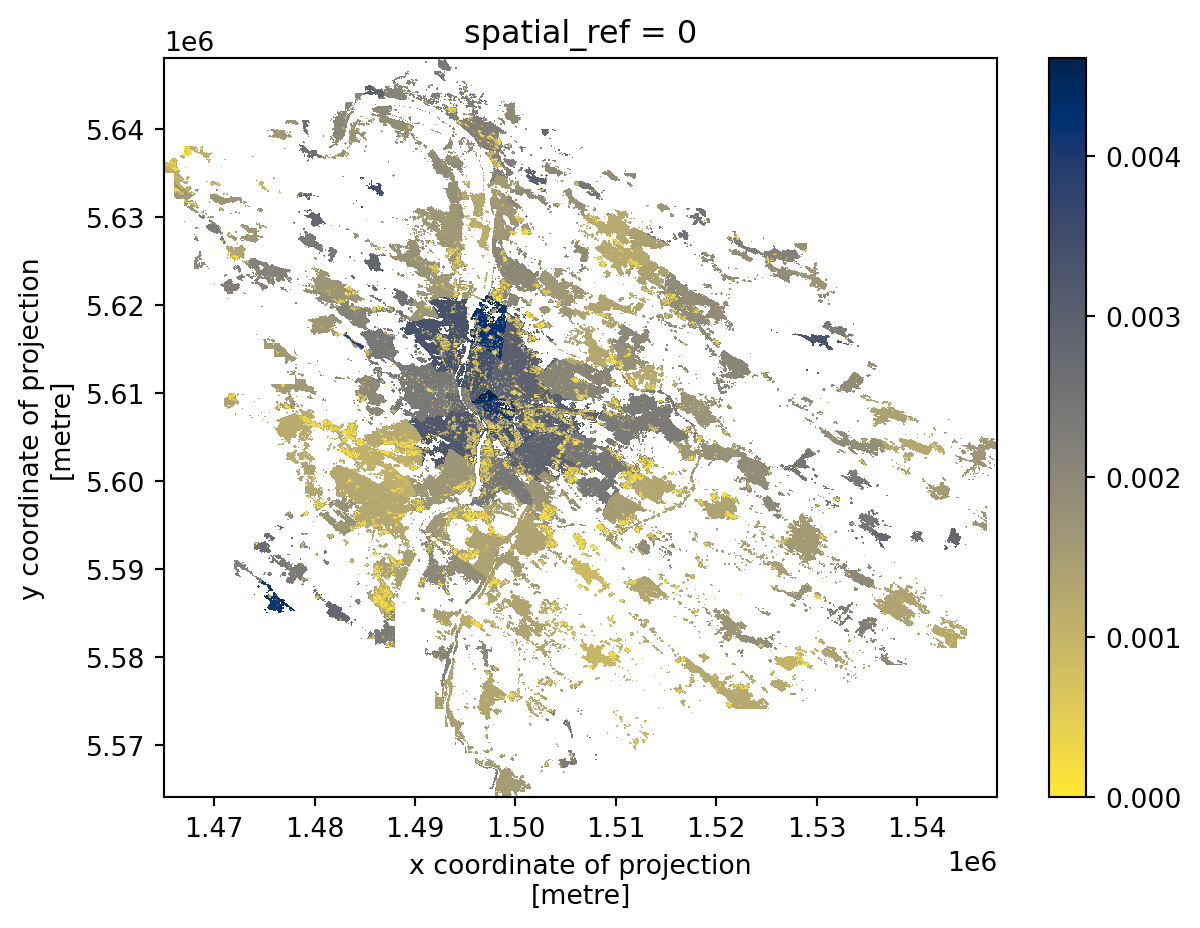 spatial_ref = 0
1e6
5.64
5.63
5.62
5.61
5.60
5.59
5.58
5.57
y coordinate of projection
[metre]
1.47 1.48 1.49 1.50 1.51 1.52 1.53 1.54
1e6
x coordinate of projection
[metre]
0.004
0.003
0.002
0.001
0.000